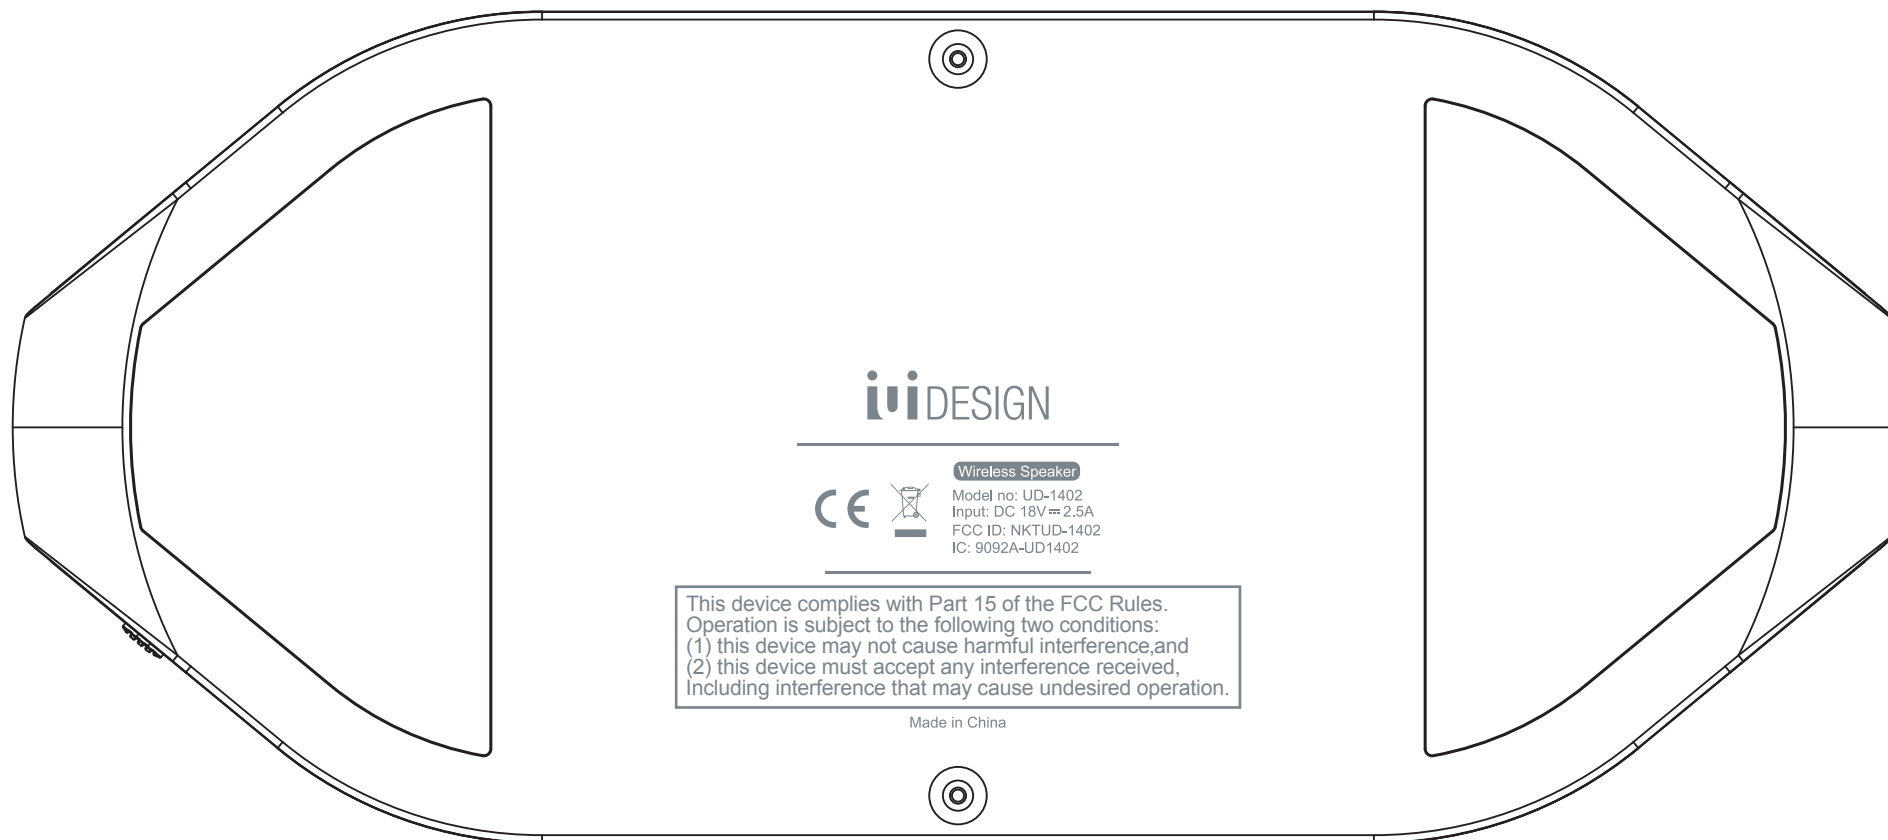 iui DESIGN
Wireless Speaker
CE
Model no: UD-1402
Input: DC 18V⎓2.5A
FCC ID: NKTUD-1402
IC: 9092A-UD1402
This device complies with Part 15 of the FCC Rules.
Operation is subject to the following two conditions:
(1) this device may not cause harmful interference,and
(2) this device must accept any interference received,
Including interference that may cause undesired operation.
Made in China